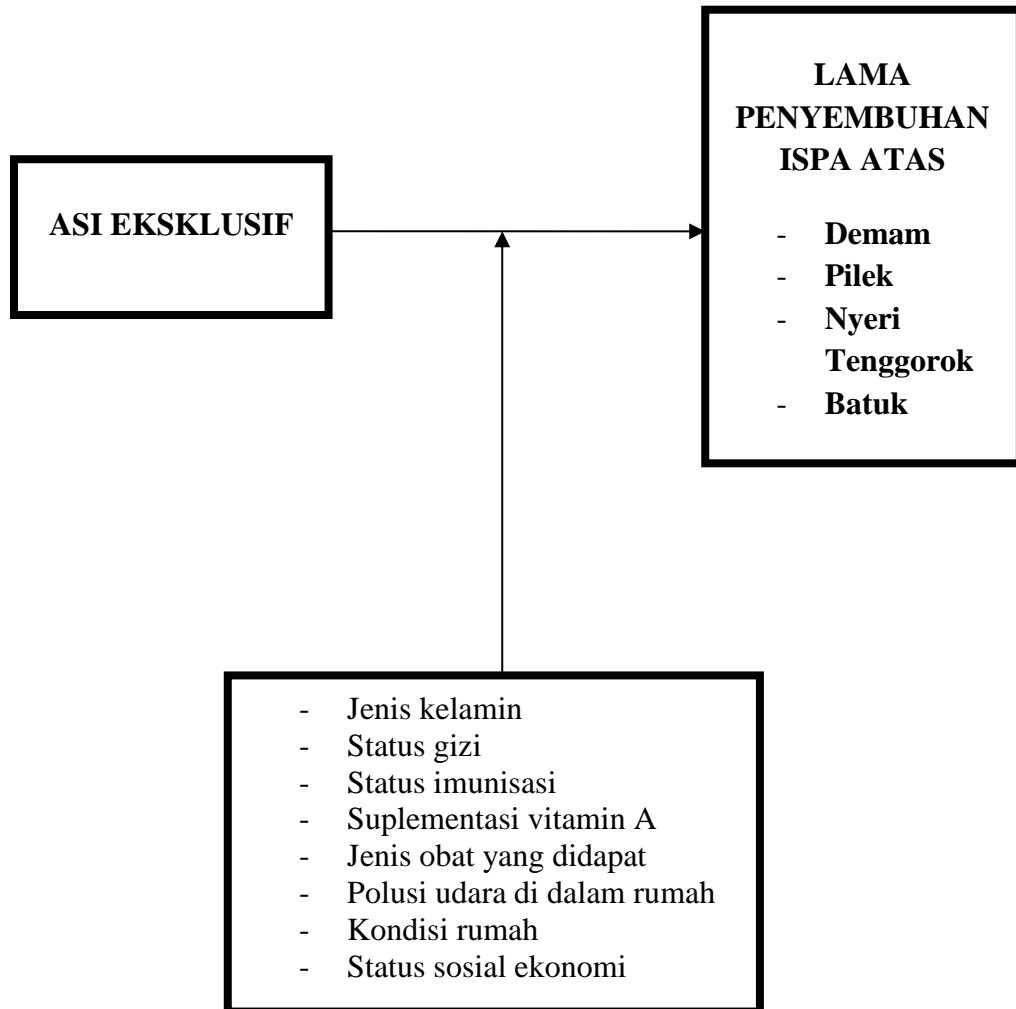 LAMA
PENYEMBUHAN
ISPA ATAS
ASI EKSKLUSIF
- Demam
- Pilek
- Nyeri
Tenggorok
- Batuk
- Jenis kelamin
- Status gizi
- Status imunisasi
- Suplementasi vitamin A
- Jenis obat yang didapat
- Polusi udara di dalam rumah
- Kondisi rumah
- Status sosial ekonomi